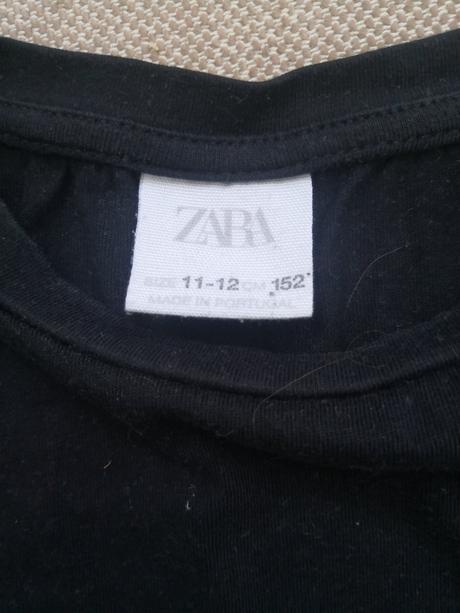 ZARA
SIZE 11-12 CM 152
MADE IN PORTUGAL